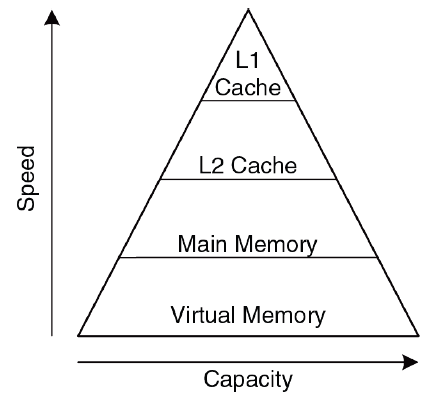 L1
Cache
L2 Cache
Main Memory
Virtual Memory
Speed
Capacity